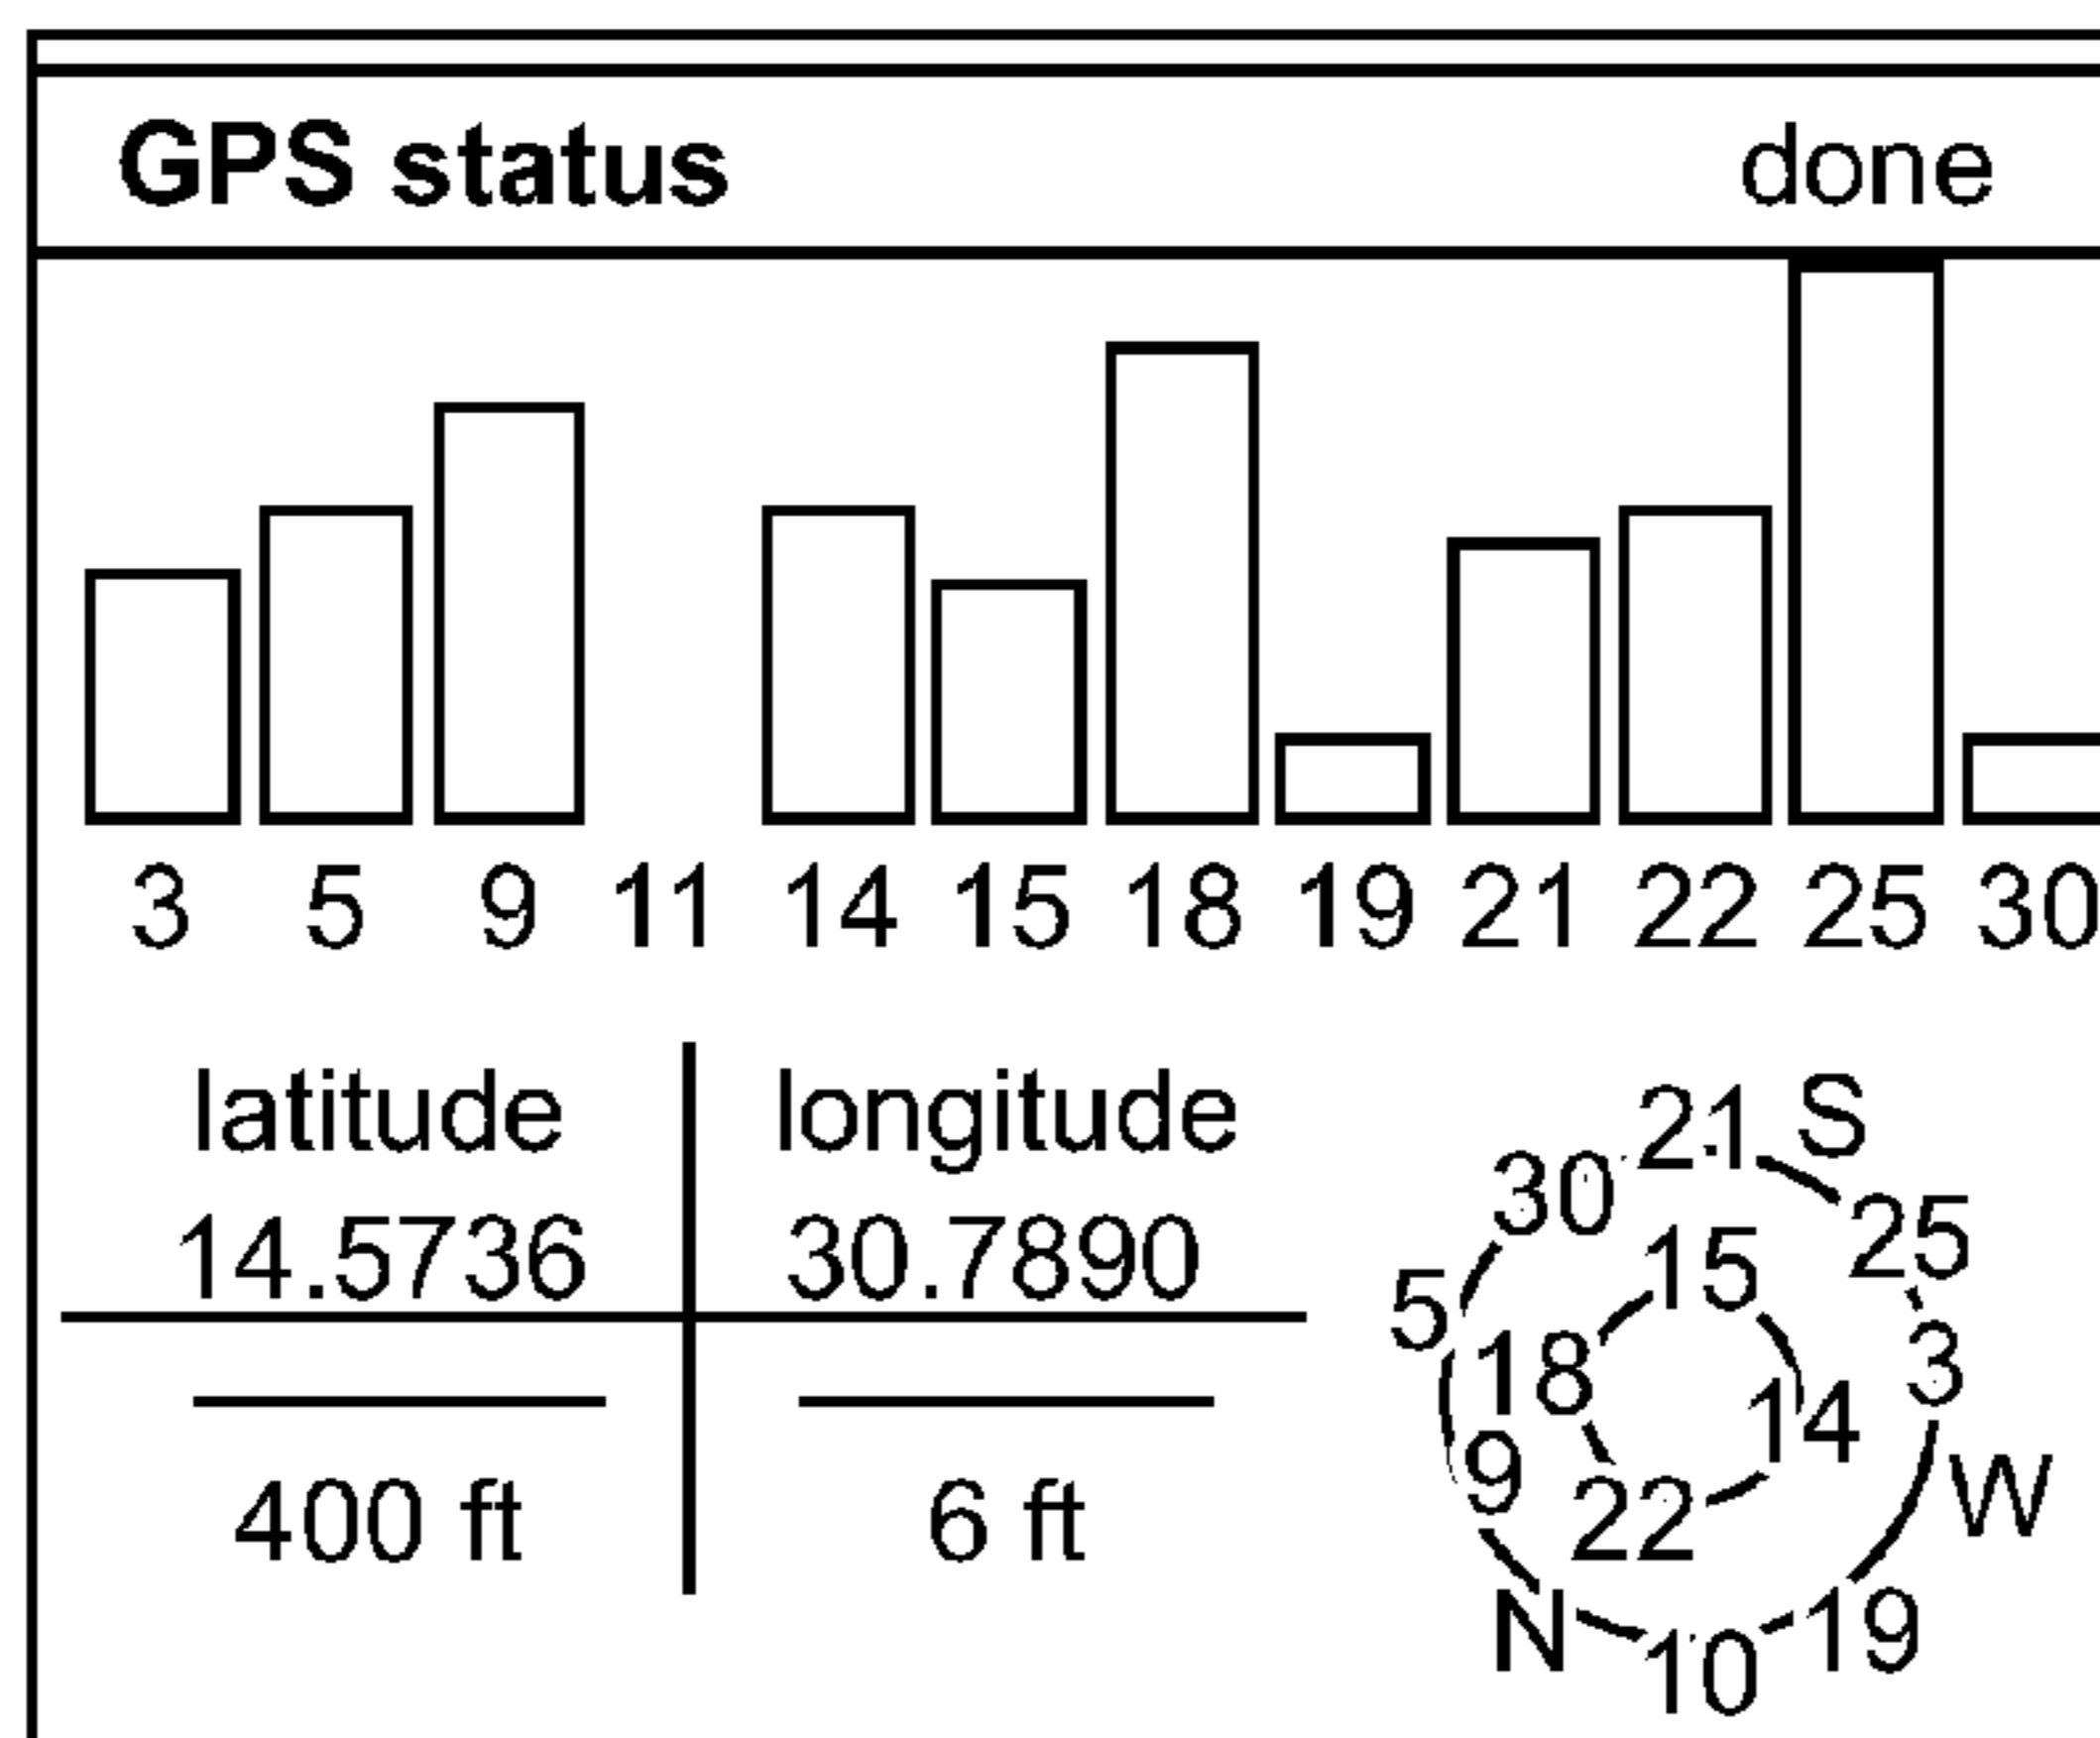 GPS status done
3 5 9 11 14 15 18 19 21 22 25 30
latitude longitude
14.5736 30.7890
400 ft 6 ft
21 S
30
25
15
5
3
18
14
9
W
22
N
19
10